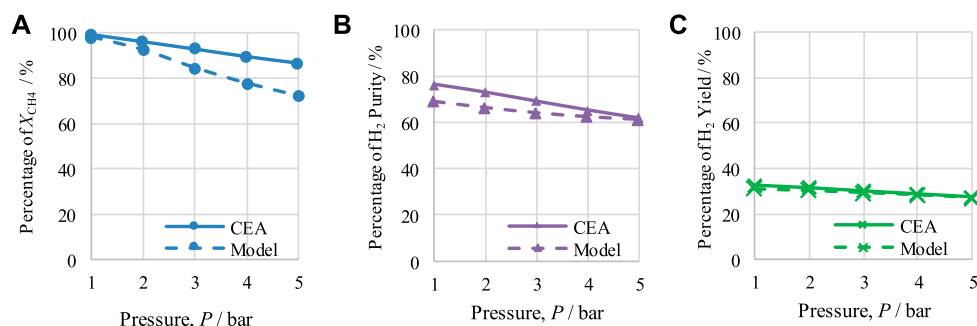 A
Percentage of X_CH4 / %
100
80
60
40
20
0
CEA
Model
1 2 3 4 5
Pressure, P / bar
B
Percentage of H2 Purity / %
100
80
60
40
20
0
CEA
Model
1 2 3 4 5
Pressure, P / bar
C
Percentage of H2 Yield / %
100
80
60
40
20
0
CEA
Model
1 2 3 4 5
Pressure, P / bar